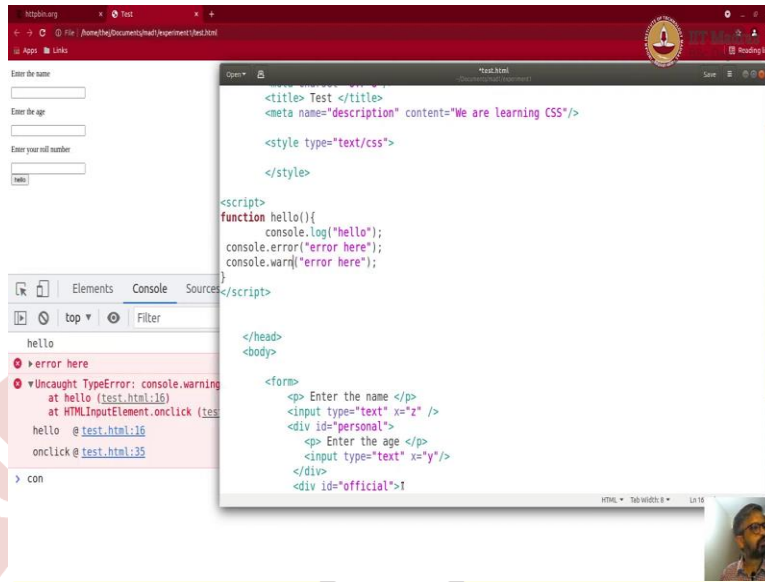 httpbin.org
Test
File | /home/thej/Documents/mad1/experiment1/test.html
Apps
Links
Reading li
Enter the name
Enter the age
Enter your roll number
hello
Open
*test.html
~/Documents/mad1/experiment1
Save
<title> Test </title>
<meta name="description" content="We are learning CSS"/>
<style type="text/css">
</style>
<script>
function hello(){
console.log("hello");
console.error("error here");
console.warn("error here");
}
</script>
</head>
<body>
<form>
<p> Enter the name </p>
<input type="text" x="z" />
<div id="personal">
<p> Enter the age </p>
<input type="text" x="y"/>
</div>
<div id="official">
HTML
Tab Width: 8
Ln 16
Elements
Console
Sources
top
Filter
hello
error here
Uncaught TypeError: console.warning
at hello (test.html:16)
at HTMLInputElement.onclick (tes
hello @ test.html:16
onclick @ test.html:35
> con